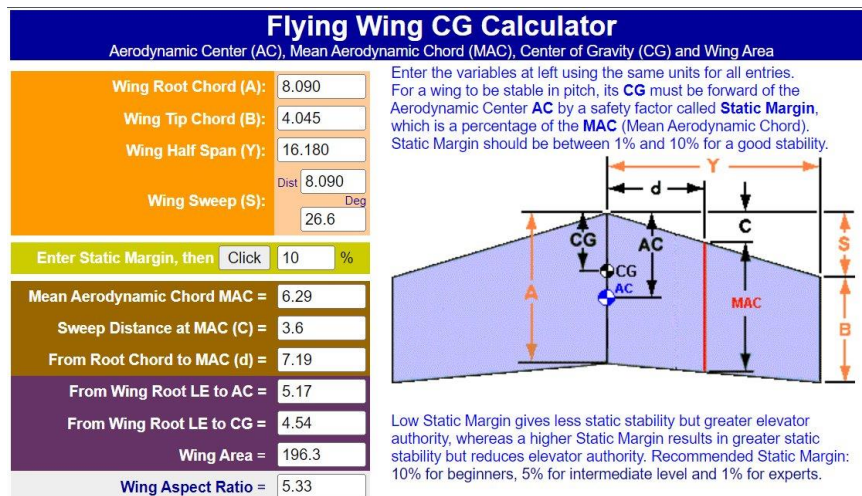 Flying Wing CG Calculator
Aerodynamic Center (AC), Mean Aerodynamic Chord (MAC), Center of Gravity (CG) and Wing Area
Wing Root Chord (A): 8.090
Wing Tip Chord (B): 4.045
Wing Half Span (Y): 16.180
Wing Sweep (S): Dist 8.090
Deg
26.6
Enter Static Margin, then Click 10 %
Mean Aerodynamic Chord MAC = 6.29
Sweep Distance at MAC (C) = 3.6
From Root Chord to MAC (d) = 7.19
From Wing Root LE to AC = 5.17
From Wing Root LE to CG = 4.54
Wing Area = 196.3
Wing Aspect Ratio = 5.33
Enter the variables at left using the same units for all entries.
For a wing to be stable in pitch, its CG must be forward of the
Aerodynamic Center AC by a safety factor called Static Margin,
which is a percentage of the MAC (Mean Aerodynamic Chord).
Static Margin should be between 1% and 10% for a good stability.
Y
d
C
S
CG
AC
CG
AC
A
MAC
B
Low Static Margin gives less static stability but greater elevator
authority, whereas a higher Static Margin results in greater static
stability but reduces elevator authority. Recommended Static Margin:
10% for beginners, 5% for intermediate level and 1% for experts.